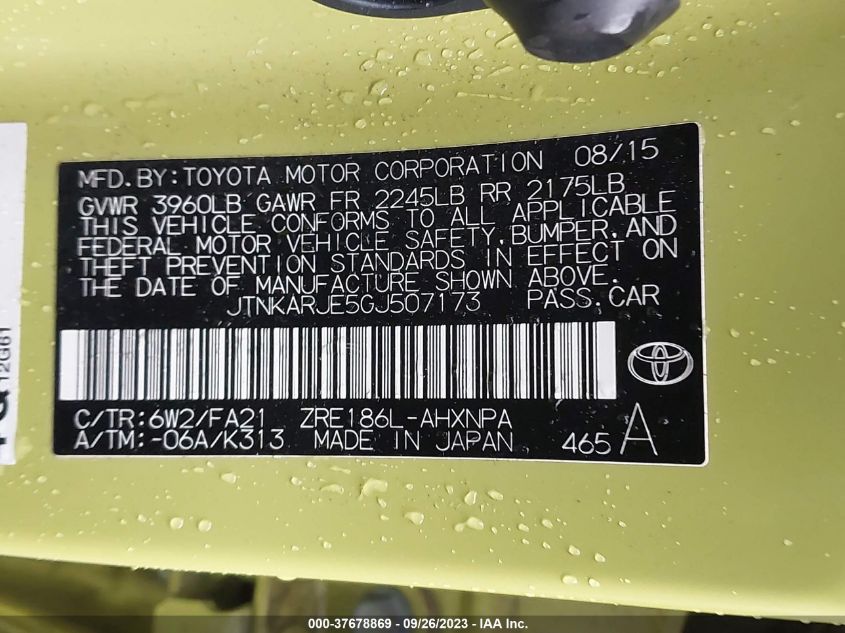 MFD.BY:TOYOTA MOTOR CORPORATION 08/15
GVWR 3960LB GAWR FR 2245LB RR 2175LB
THIS VEHICLE CONFORMS TO ALL APPLICABLE
FEDERAL MOTOR VEHICLE SAFETY,BUMPER,AND
THEFT PREVENTION STANDARDS IN EFFECT ON
THE DATE OF MANUFACTURE SHOWN ABOVE.
JTNKARJE5GJ507173 PASS.CAR
C/TR:6W2/FA21 ZRE186L-AHXNPA
A/TM:-06A/K313 MADE IN JAPAN 465 A
12G61
000-37678869 / 09/26/2023 / IAA Inc.